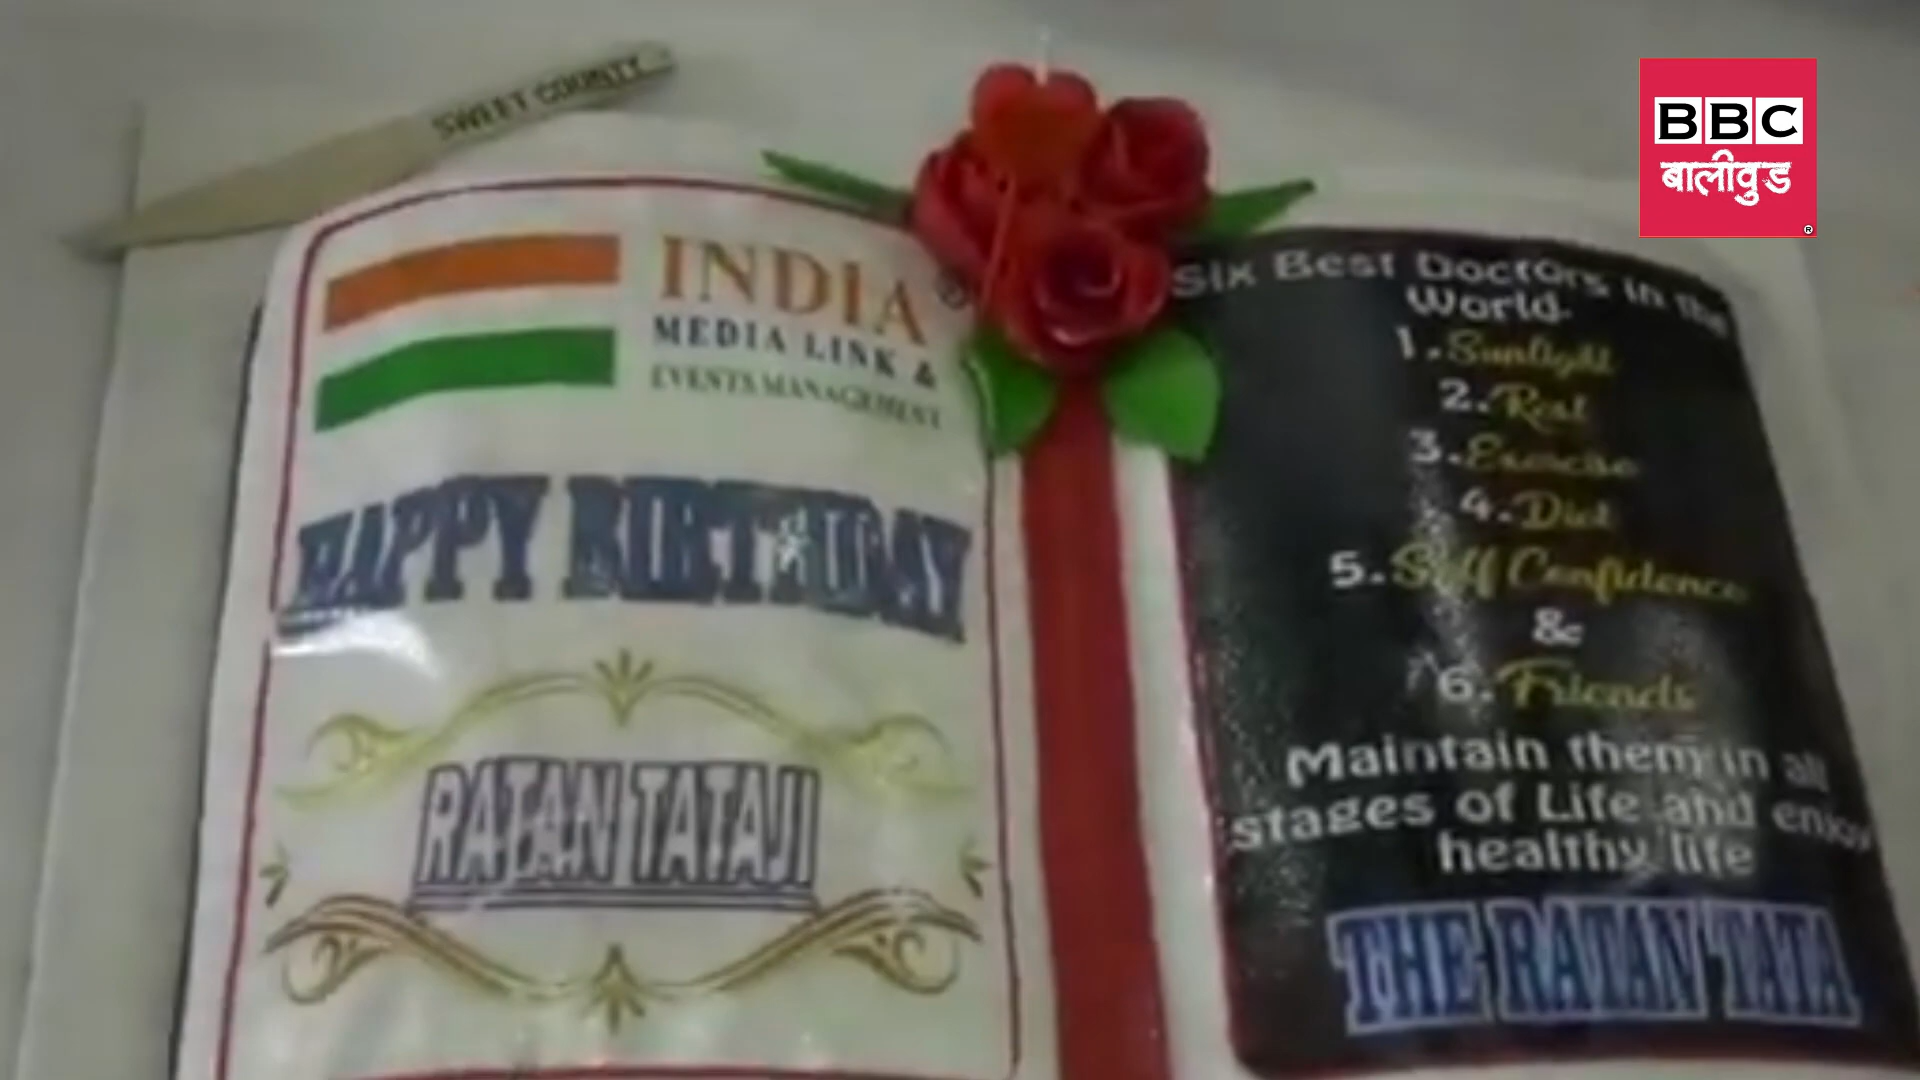 SWEET COUNTY
INDIA
MEDIA LINK &
EVENTS MANAGEMENT
HAPPY BIRTHDAY
RATAN TATAJI
Six Best Doctors in the
World-
1. Sunlight
2. Rest
3. Exercise
4. Diet
5. Self Confidence
&
6. Friends
Maintain them in all
stages of Life and enjoy
healthy life
THE RATAN TATA
BBC
बालीवुड
®